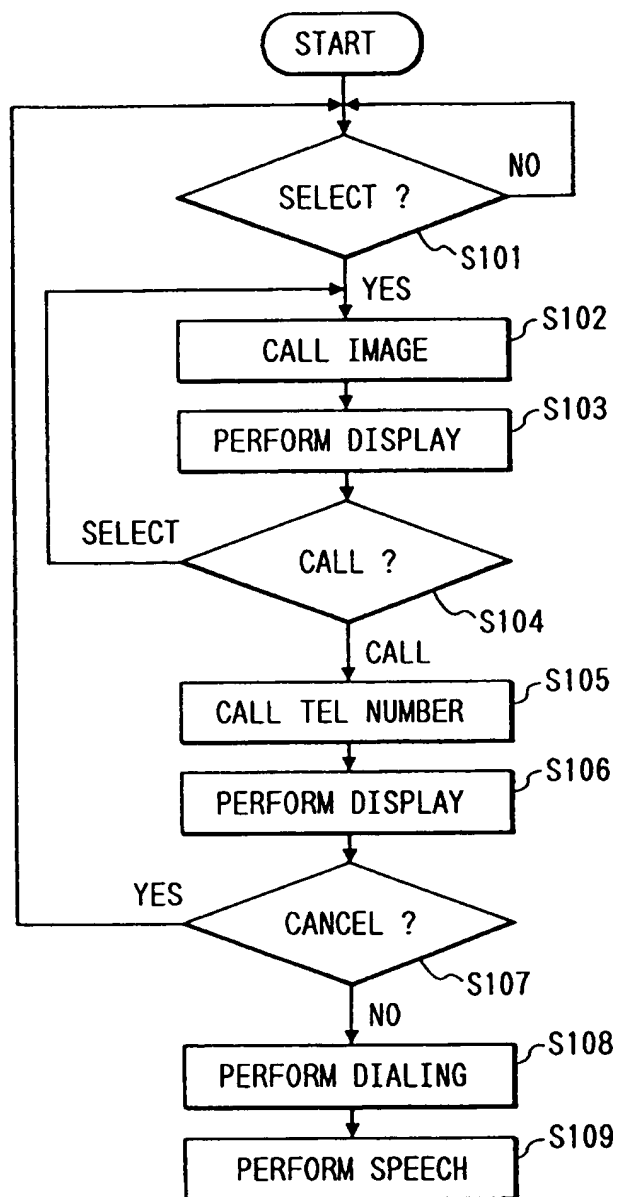 START
NO
SELECT ?
S101
YES
S102
CALL IMAGE
S103
PERFORM DISPLAY
SELECT
CALL ?
S104
CALL
S105
CALL TEL NUMBER
S106
PERFORM DISPLAY
YES
CANCEL ?
S107
NO
S108
PERFORM DIALING
S109
PERFORM SPEECH